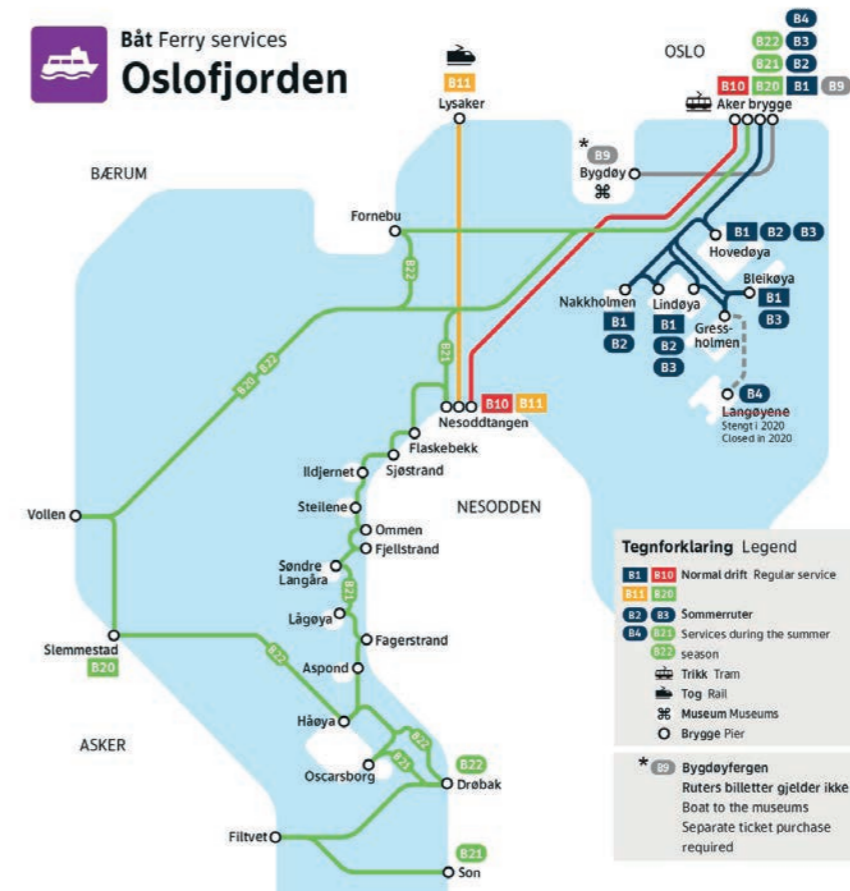 Båt Ferry services
Oslofjorden
B11
Lysaker
OSLO
B4
B22 B3
B21 B2
B10 B20 B1 B9
Aker brygge
BÆRUM
* B9
Bygdøy
Fornebu
B22
B1 B2 B3
Hovedøya
Bleikøya
B1
B3
Nakkholmen
B1
B2
Lindøya
B1
B2
B3
Gress-
holmen
B4
Langøyene
Stengt i 2020
Closed in 2020
B21
B20 B22
B10 B11
Nesoddtangen
Flaskebekk
Sjøstrand
Ildjernet
Steilene
NESODDEN
Vollen
Ommen
Fjellstrand
Søndre
Langåra
B21
Lågøya
Fagerstrand
Slemmestad
B20
B22
Aspond
Håøya
ASKER
B22
B21
Oscarsborg
B22
Drøbak
Filtvet
B21
Son
Tegnforklaring Legend
B1 B10 Normal drift Regular service
B11 B20
B2 B3 Sommerruter
B4 B21 Services during the summer
B22 season
Trikk Tram
Tog Rail
Museum Museums
Brygge Pier
* B9 Bygdøyfergen
Ruters billetter gjelder ikke
Boat to the museums
Separate ticket purchase
required